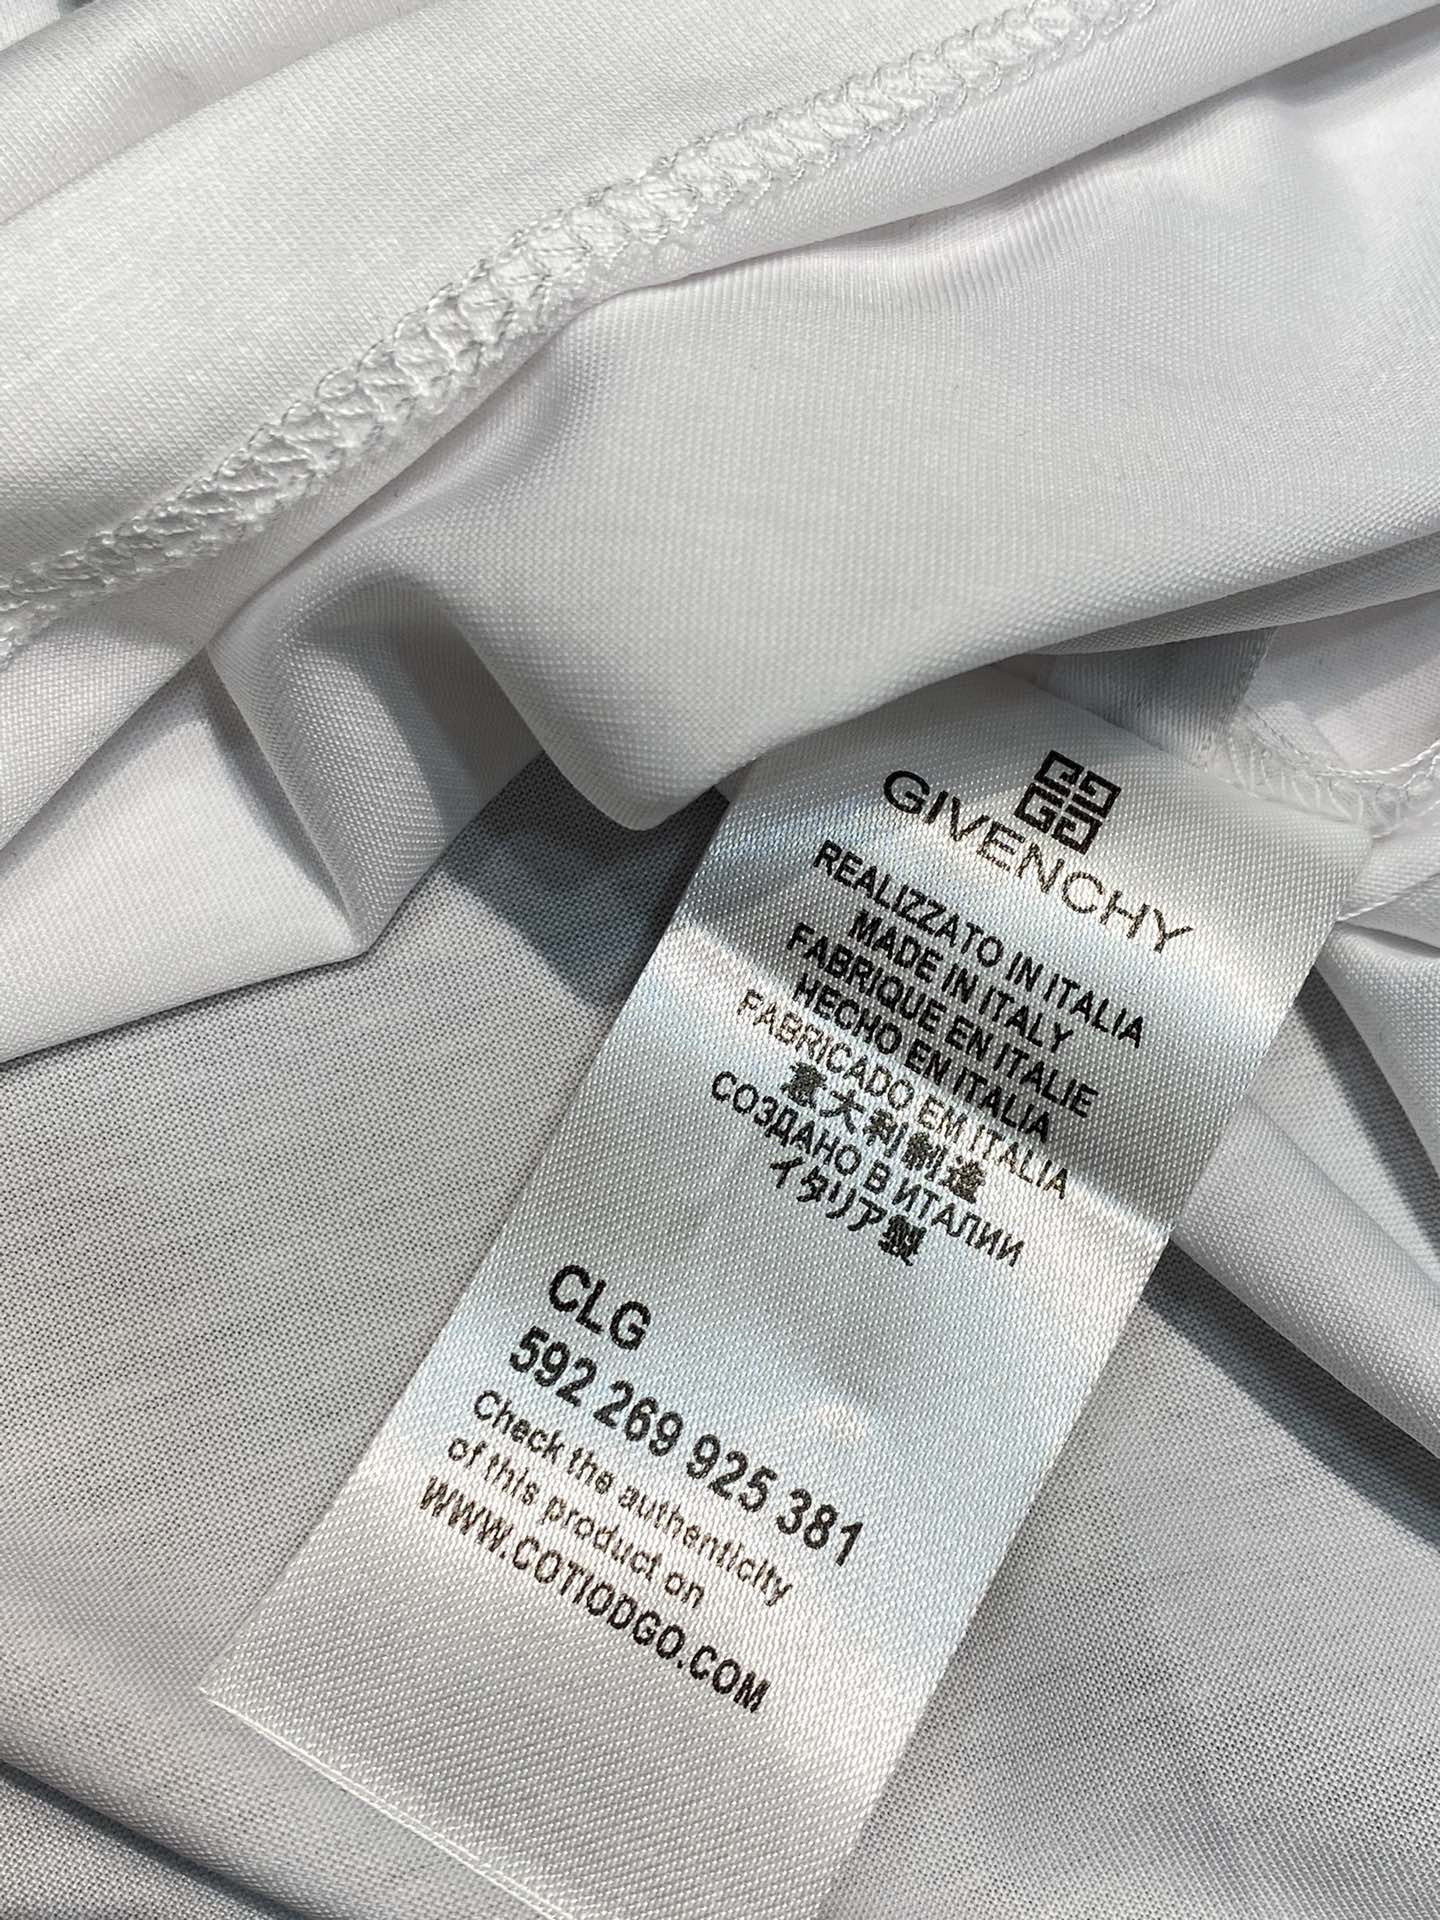 GIVENCHY
REALIZZATO IN ITALIA
MADE IN ITALY
FABRIQUE EN ITALIE
HECHO EN ITALIA
FABRICADO EM ITALIA
意大利制造
СОЗДАНО В ИТАЛИИ
イタリア製
CLG
592 269 925 381
Check the authenticity
of this product on
WWW.COTIODGO.COM